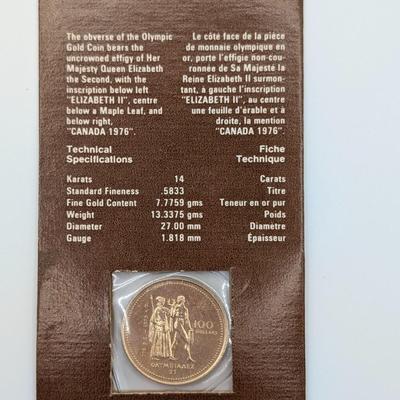 The obverse of the Olympic
Gold Coin bears the
uncrowned effigy of Her
Majesty Queen Elizabeth
the Second, with the
inscription below left
"ELIZABETH II", centre
below a Maple Leaf, and
below right,
"CANADA 1976".
Le côté face de la pièce
de monnaie olympique en
or, porte l'effigie non-cou-
ronnée de Sa Majesté la
Reine Elizabeth II surmon-
tant, à gauche l'inscription
"ELIZABETH II", au centre
une feuille d'érable et à
droite, la mention
"CANADA 1976".
Technical
Specifications
Fiche
Technique
Karats 14 Carats
Standard Fineness .5833 Titre
Fine Gold Content 7.7759 gms Teneur en or pur
Weight 13.3375 gms Poids
Diameter 27.00 mm Diamètre
Gauge 1.818 mm Épaisseur
100
DOLLARS
ΟΛΥΜΠΙΑΔΕΣ
21